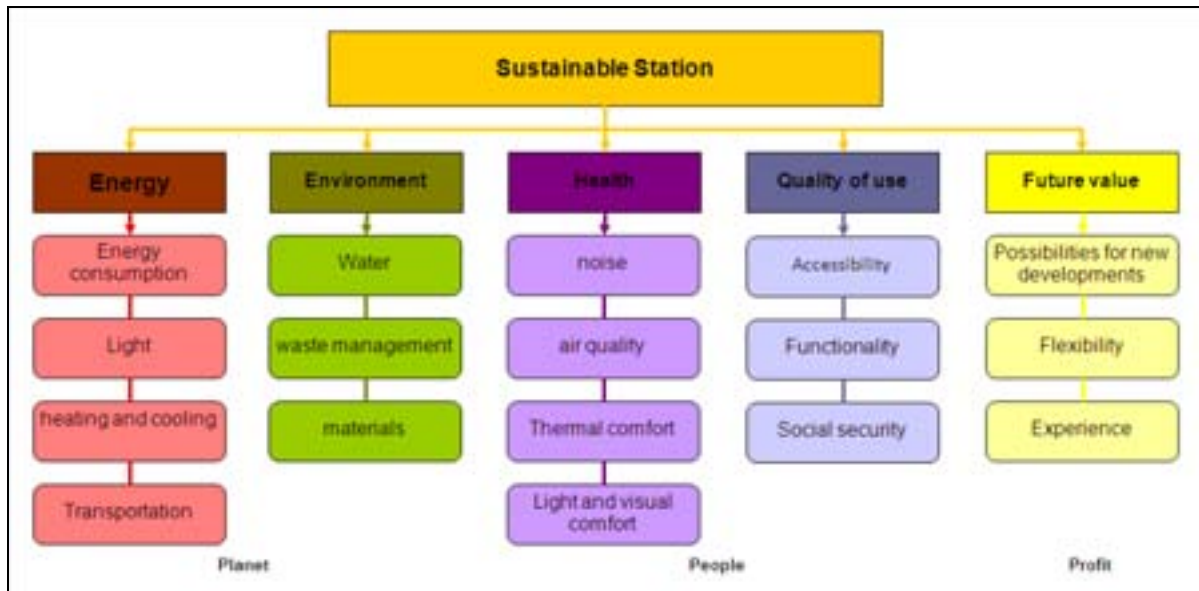 Sustainable Station
Energy
Environment
Health
Quality of use
Future value
Energy
consumption
Light
heating and cooling
Transportation
Water
waste management
materials
noise
air quality
Thermal comfort
Light and visual
comfort
Accessibility
Functionality
Social security
Possibilities for new
developments
Flexibility
Experience
Planet
People
Profit